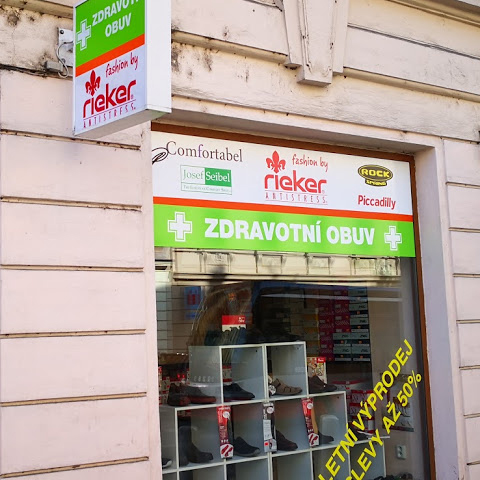 ZDRAVOTNÍ
OBUV
fashion by
rieker
ANTISTRESS
Comfortabel
Josef Seibel
fashion by
rieker
ANTISTRESS
ROCK
Piccadilly
ZDRAVOTNÍ OBUV
LETNÍ VÝPRODEJ
SLEVY AŽ 50%